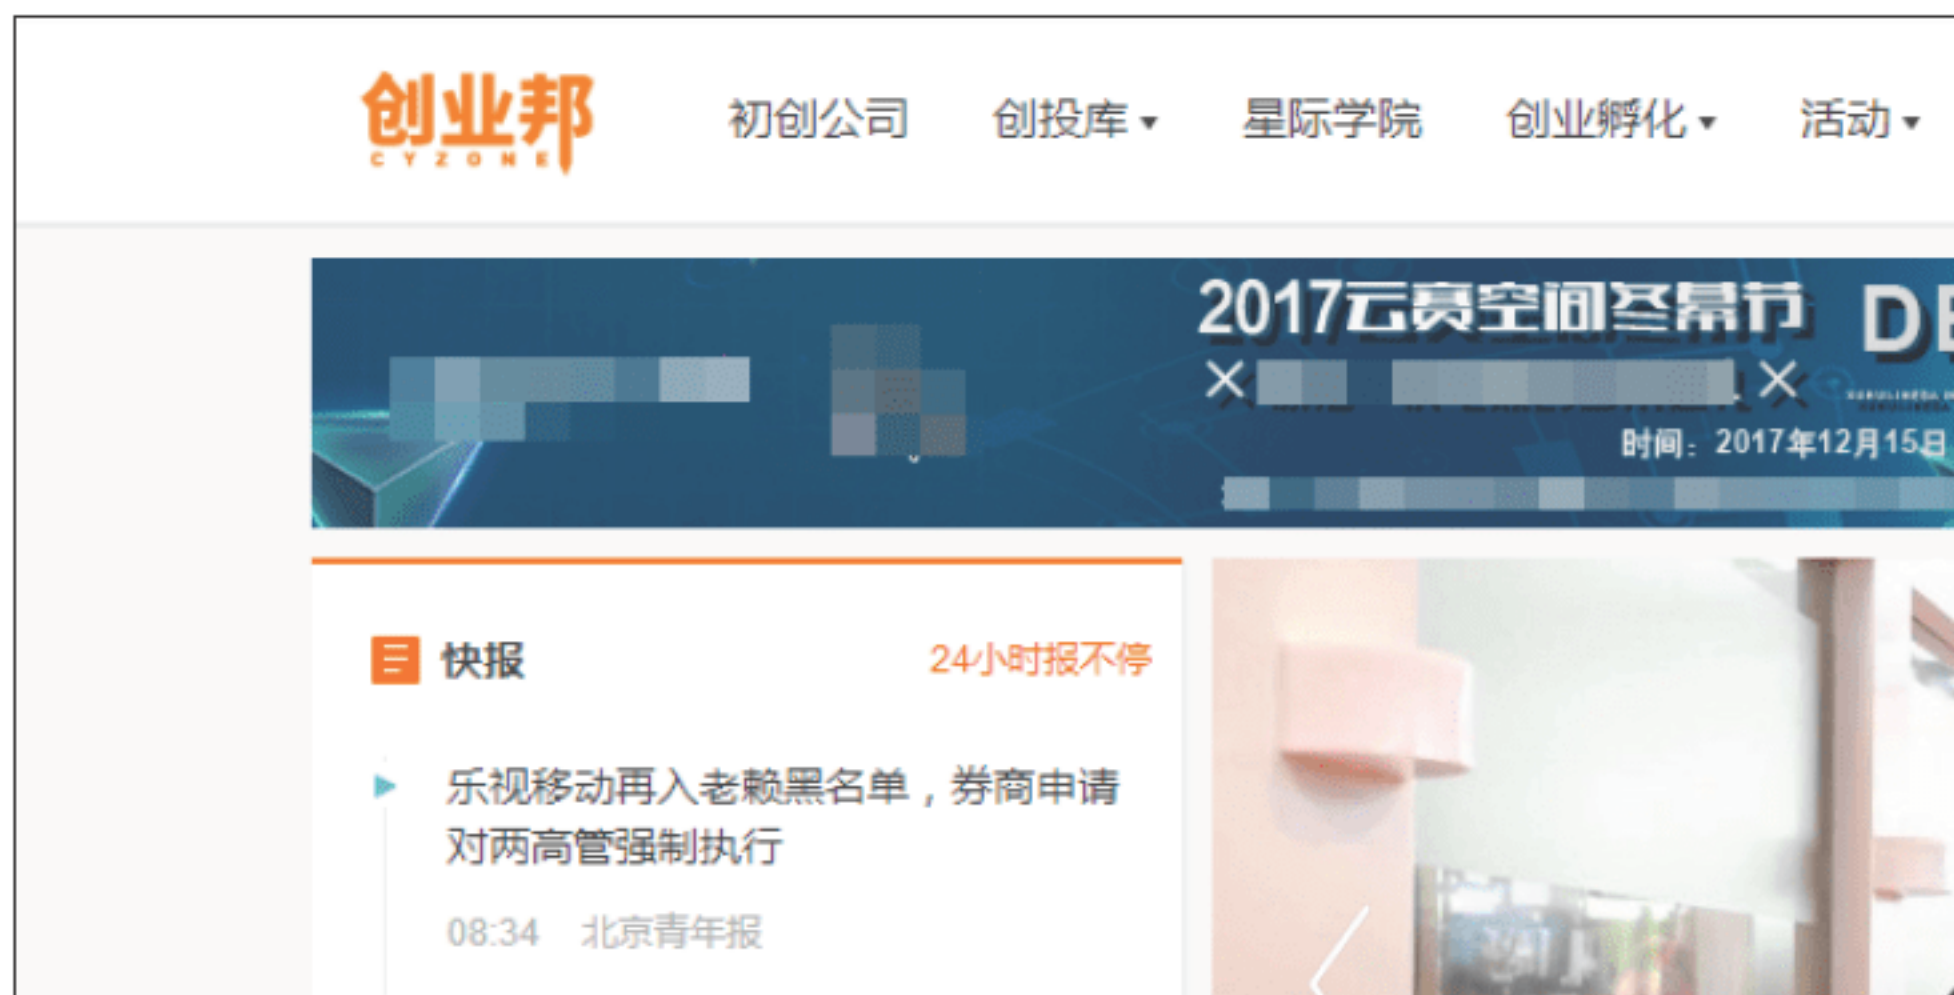 创业邦
CYZONE
初创公司 创投库 星际学院 创业孵化 活动
2017云赛空间冬幕节
时间：2017年12月15日
快报 24小时报不停
乐视移动再入老赖黑名单，券商申请
对两高管强制执行
08:34 北京青年报